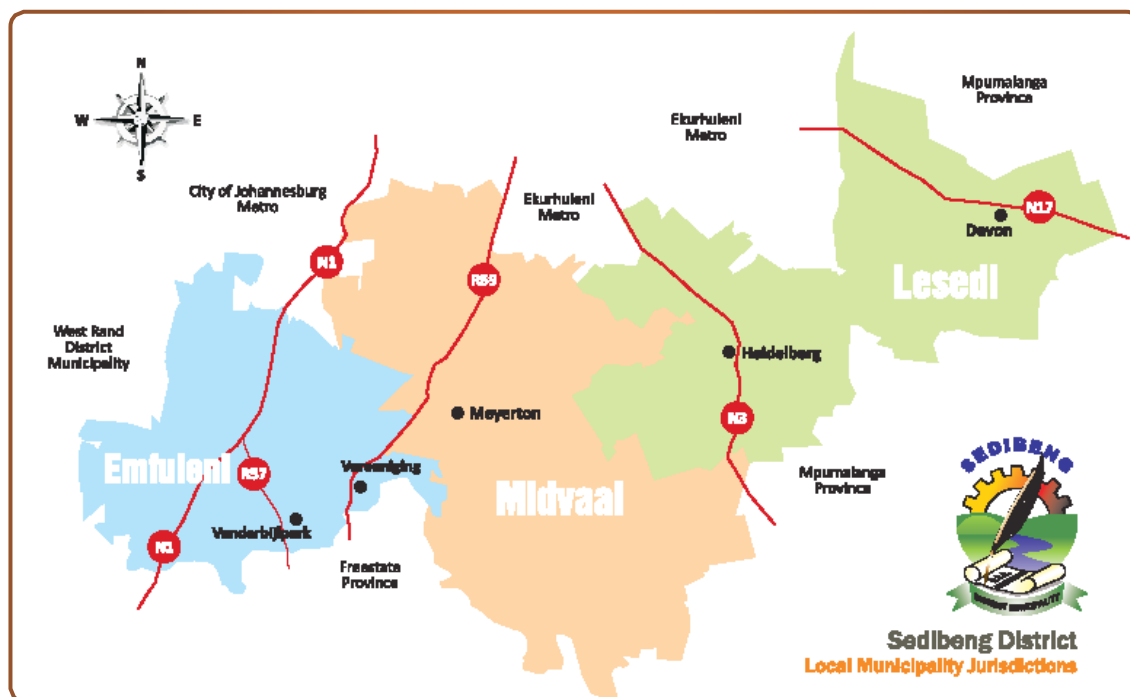 N
W
E
S
Mpumalanga
Province
Ekurhuleni
Metro
City of Johannesburg
Metro
Ekurhuleni
Metro
N17
Devon
Lesedi
N1
R59
West Rand
District
Municipality
Heidelberg
Meyerton
N3
Emfuleni
R57
Vereeniging
Midvaal
Mpumalanga
Province
Vanderbijlpark
N1
Freestate
Province
SEDIBENG
DISTRICT MUNICIPALITY
Sedibeng District
Local Municipality Jurisdictions